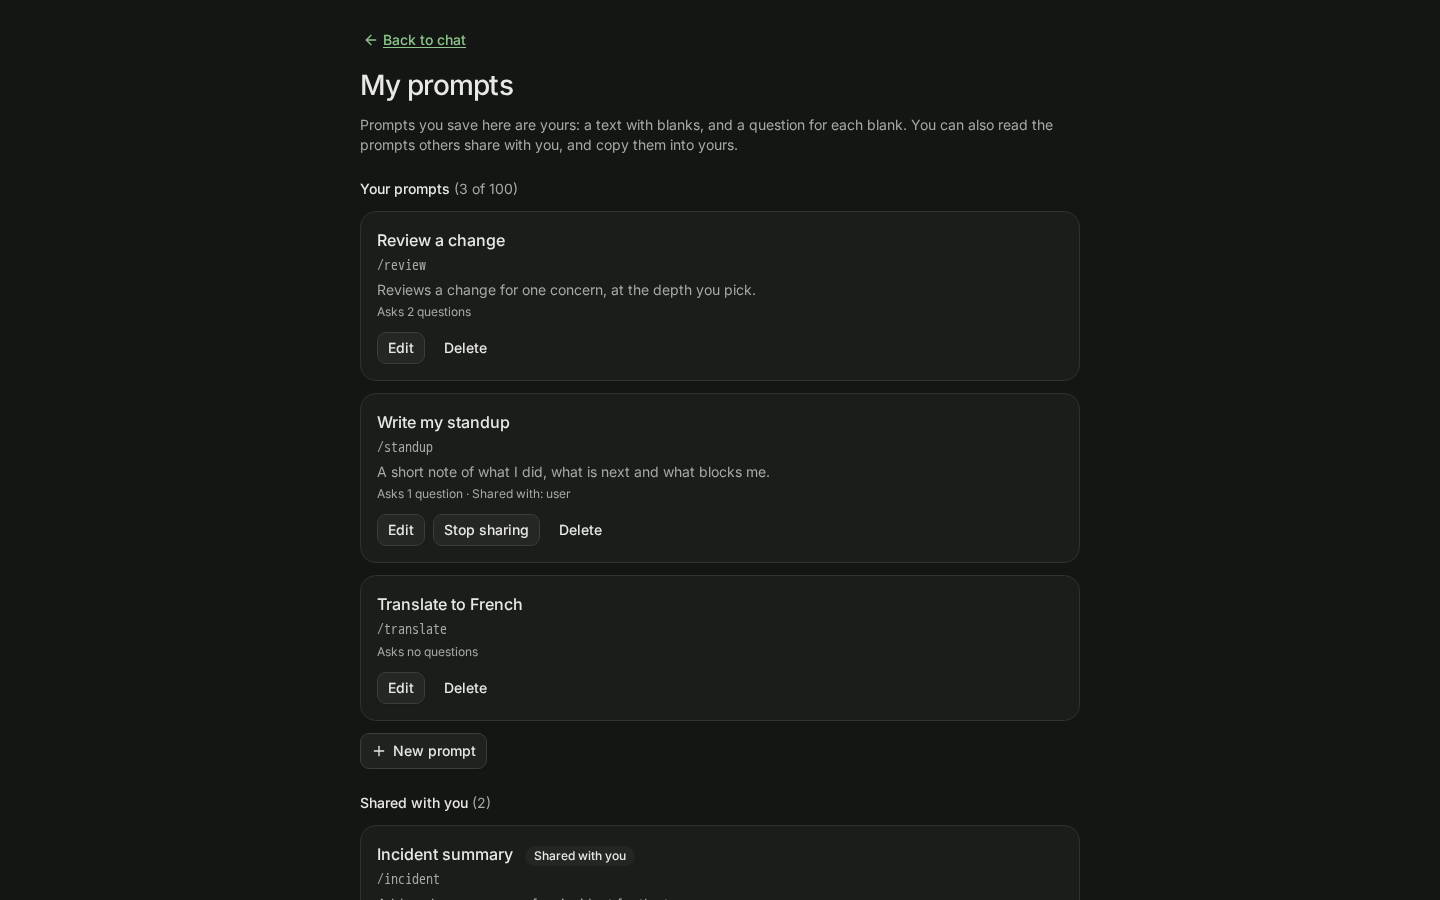 Back to chat
My prompts
Prompts you save here are yours: a text with blanks, and a question for each blank. You can also read the
prompts others share with you, and copy them into yours.
Your prompts (3 of 100)
Review a change
/review
Reviews a change for one concern, at the depth you pick.
Asks 2 questions
Edit Delete
Write my standup
/standup
A short note of what I did, what is next and what blocks me.
Asks 1 question · Shared with: user
Edit Stop sharing Delete
Translate to French
/translate
Asks no questions
Edit Delete
New prompt
Shared with you (2)
Incident summary Shared with you
/incident